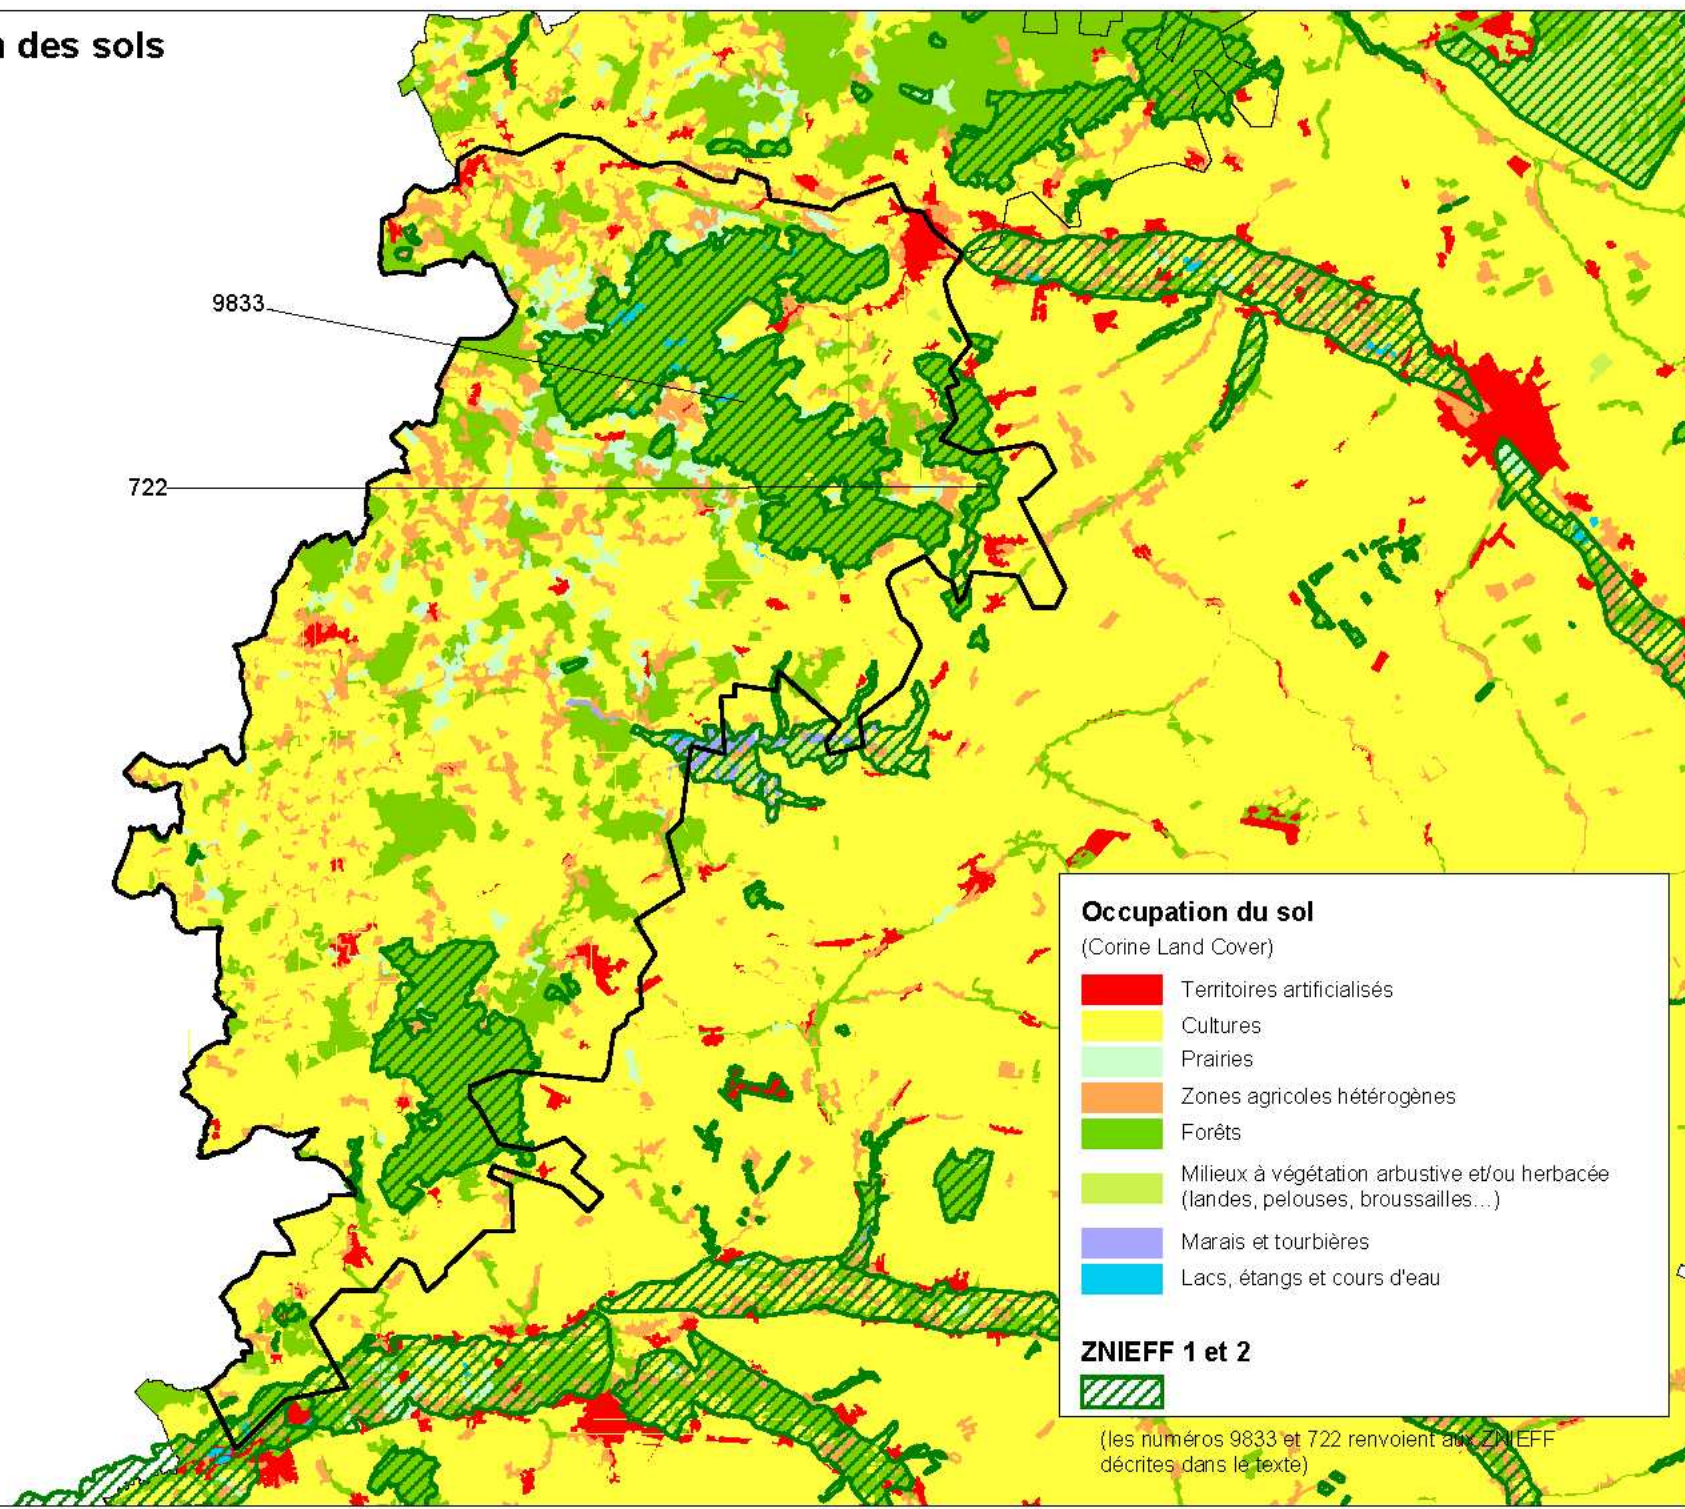 n des sols
9833
722
Occupation du sol
(Corine Land Cover)
Territoires artificialisés
Cultures
Prairies
Zones agricoles hétérogènes
Forêts
Milieux à végétation arbustive et/ou herbacée
(landes, pelouses, broussailles...)
Marais et tourbières
Lacs, étangs et cours d'eau
ZNIEFF 1 et 2
(les numéros 9833 et 722 renvoient aux ZNIEFF
décrites dans le texte)